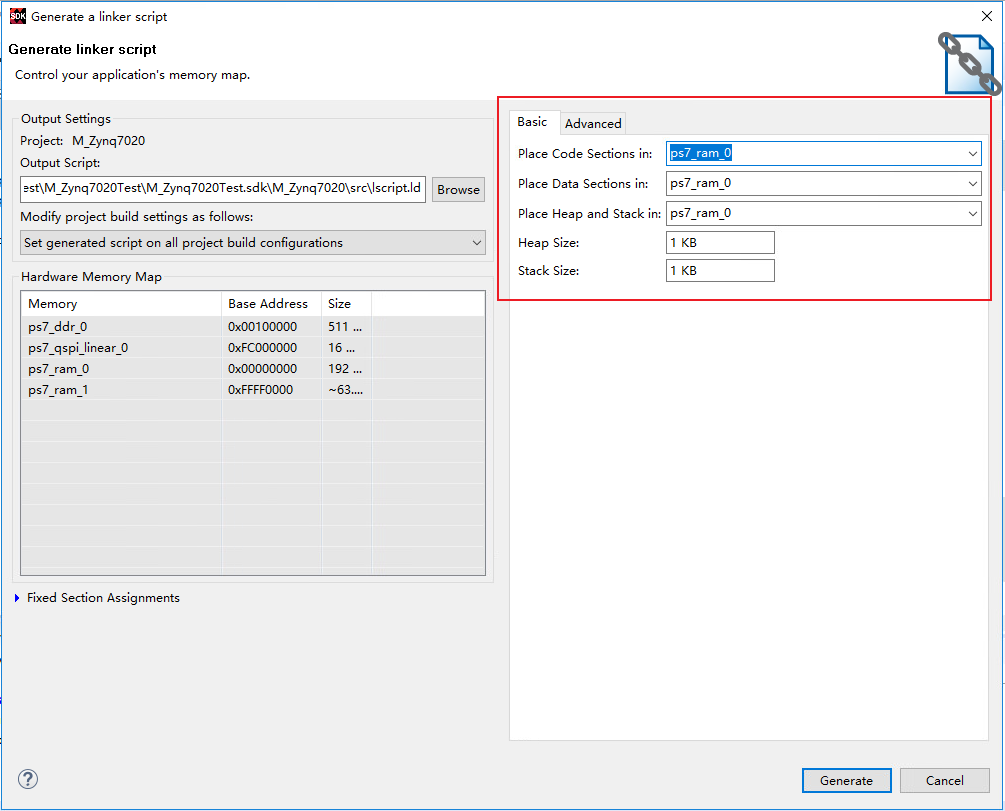 SDK Generate a linker script
Generate linker script
Control your application's memory map.
Output Settings
Project: M_Zynq7020
Output Script:
est\M_Zynq7020Test\M_Zynq7020Test.sdk\M_Zynq7020\src\lscript.ld Browse
Modify project build settings as follows:
Set generated script on all project build configurations
Hardware Memory Map
Memory Base Address Size
ps7_ddr_0 0x00100000 511 ...
ps7_qspi_linear_0 0xFC000000 16 ...
ps7_ram_0 0x00000000 192 ...
ps7_ram_1 0xFFFF0000 ~63....
Fixed Section Assignments
Basic Advanced
Place Code Sections in: ps7_ram_0
Place Data Sections in: ps7_ram_0
Place Heap and Stack in: ps7_ram_0
Heap Size: 1 KB
Stack Size: 1 KB
? Generate Cancel